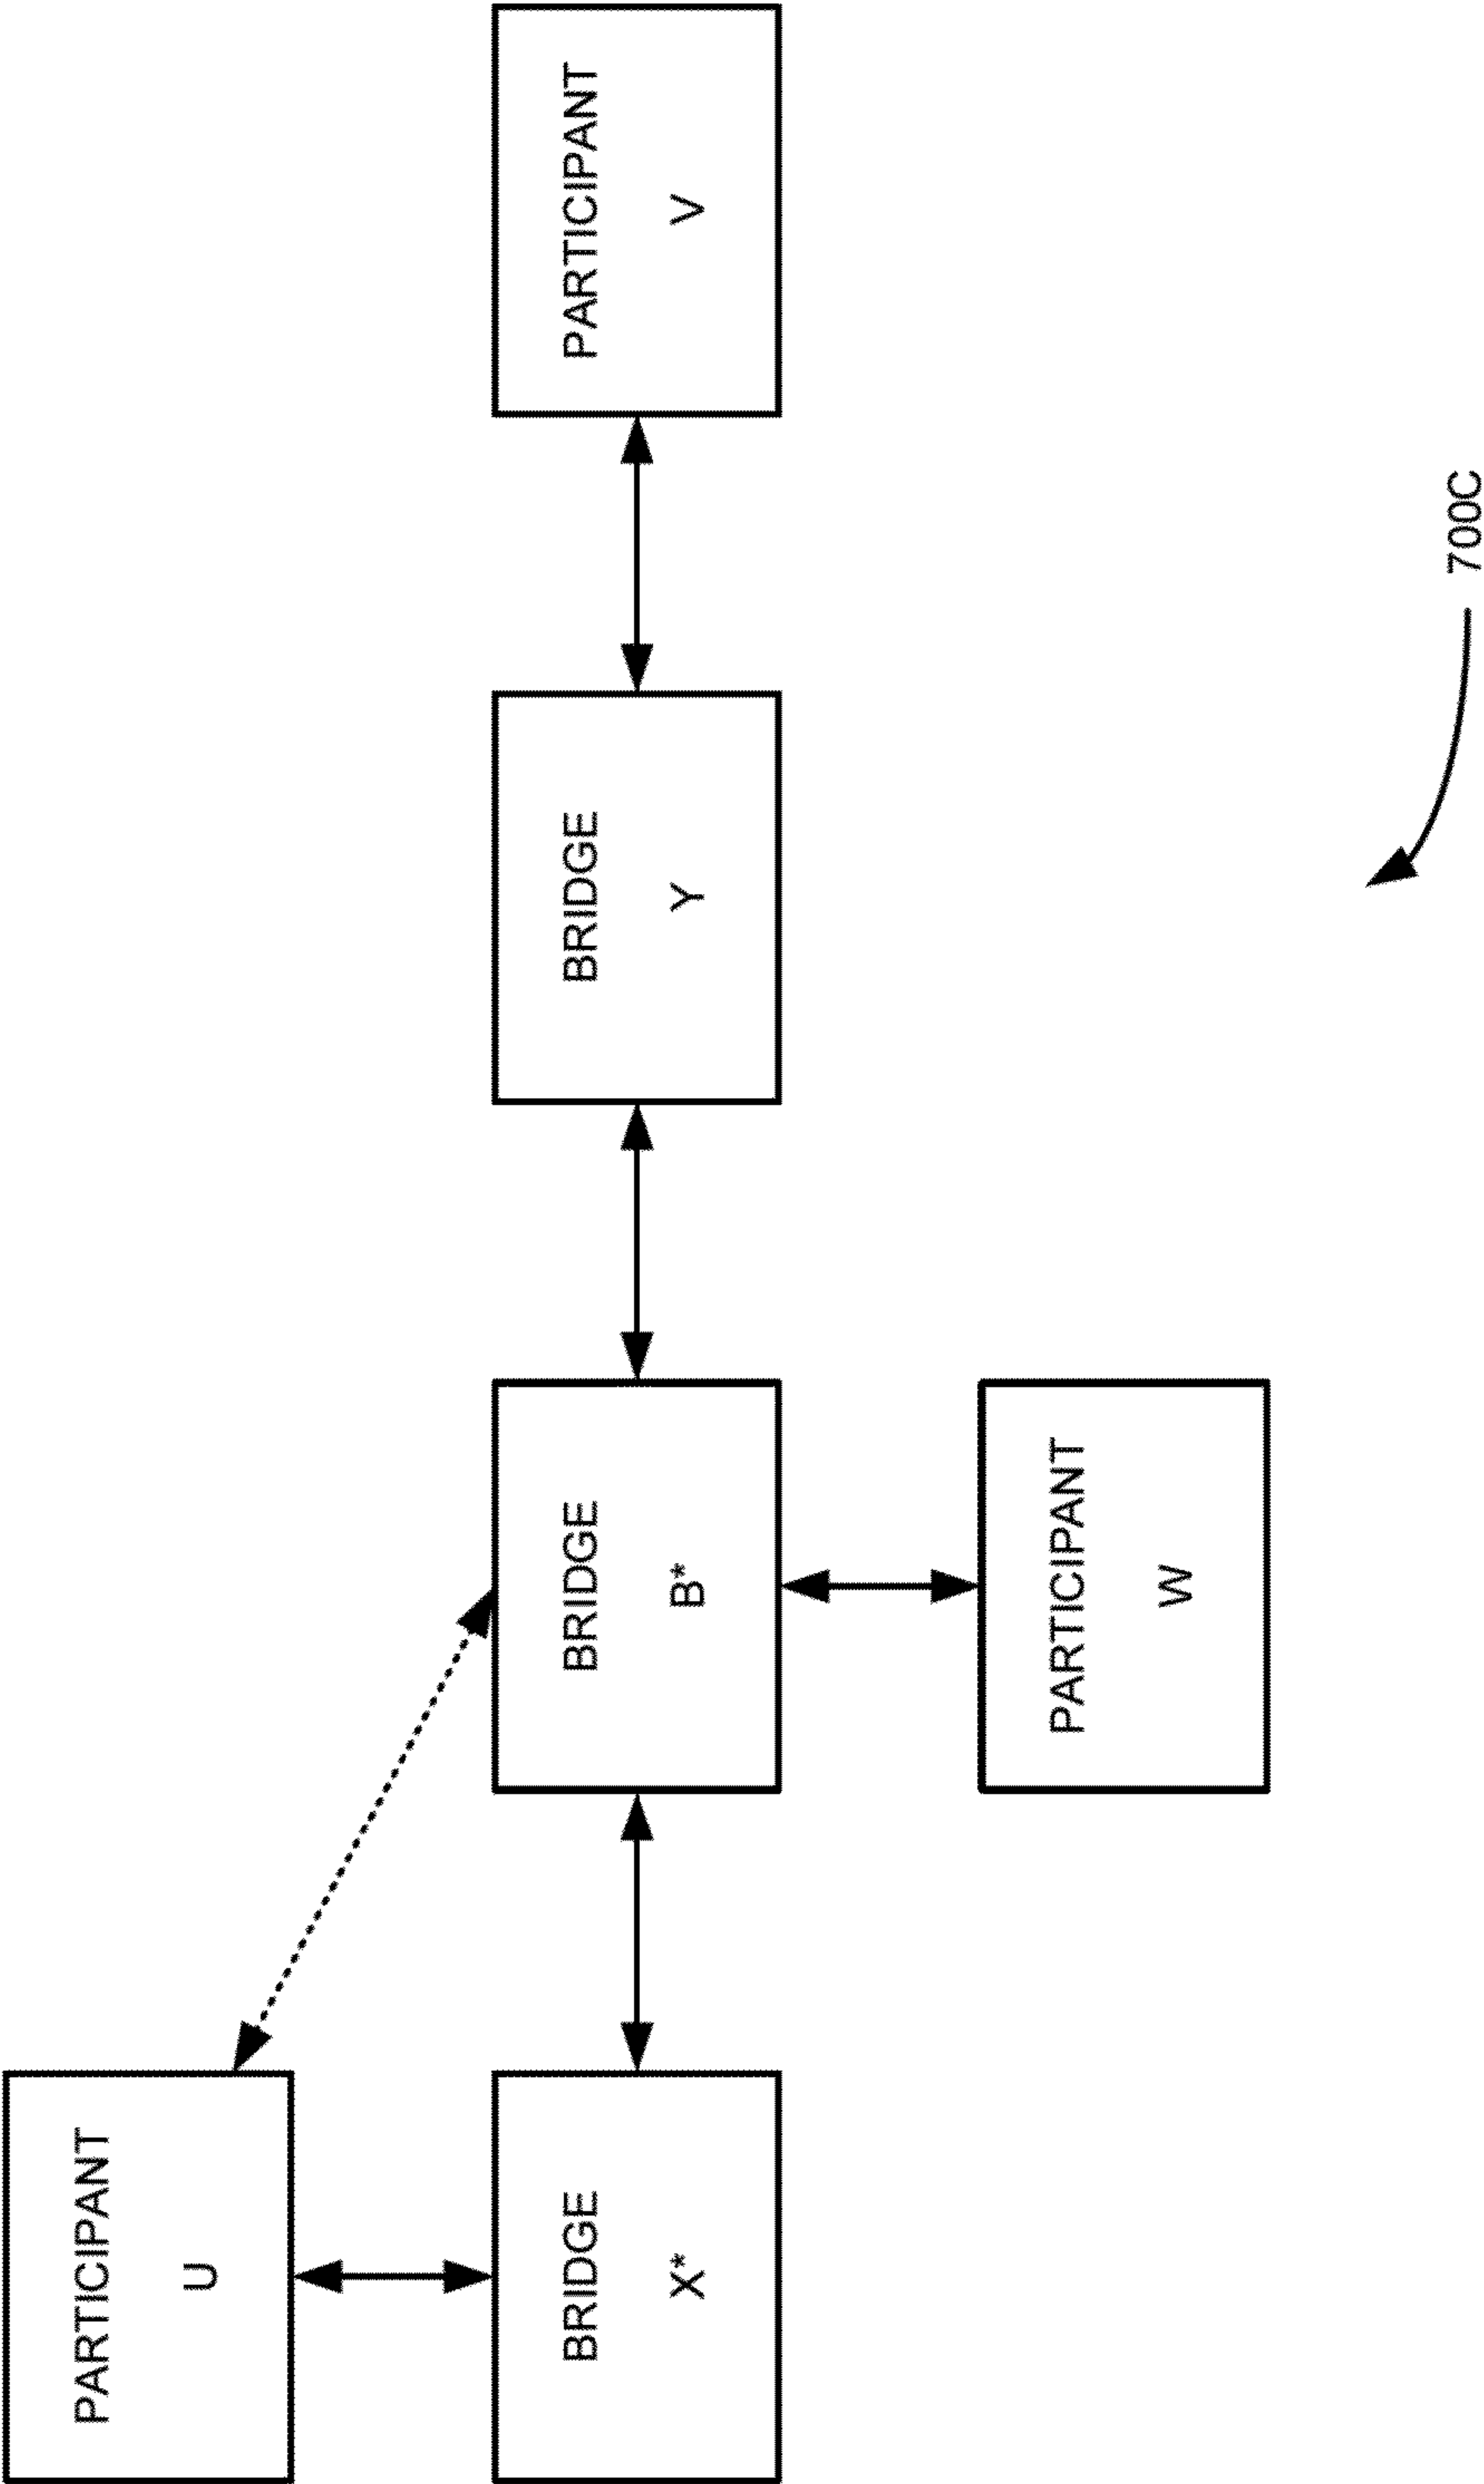 PARTICIPANT
U
BRIDGE
X*
BRIDGE
B*
BRIDGE
Y
PARTICIPANT
V
PARTICIPANT
W
700C